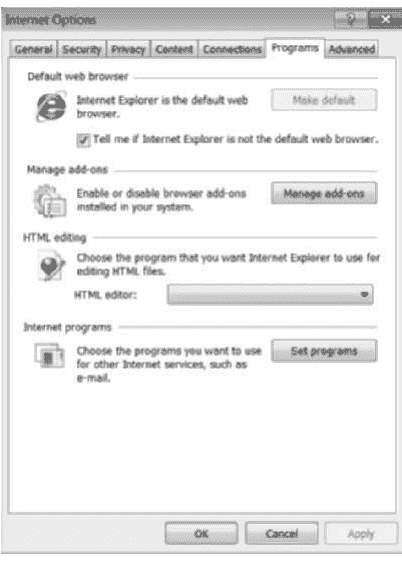 Internet Options
General Security Privacy Content Connections Programs Advanced
Default web browser
Internet Explorer is the default web
browser.
Make default
Tell me if Internet Explorer is not the default web browser.
Manage add-ons
Enable or disable browser add-ons
installed in your system.
Manage add-ons
HTML editing
Choose the program that you want Internet Explorer to use for
editing HTML files.
HTML editor:
Internet programs
Choose the programs you want to use
for other Internet services, such as
e-mail.
Set programs
OK Cancel Apply